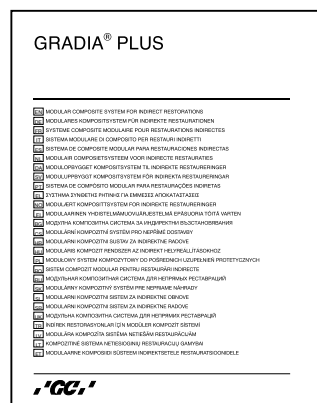 GRADIA® PLUS
EN MODULAR COMPOSITE SYSTEM FOR INDIRECT RESTORATIONS
DE MODULARES KOMPOSITSYSTEM FÜR INDIREKTE RESTAURATIONEN
FR SYSTEME COMPOSITE MODULAIRE POUR RESTAURATIONS INDIRECTES
IT SISTEMA MODULARE DI COMPOSITO PER RESTAURI INDIRETTI
ES SISTEMA DE COMPOSITE MODULAR PARA RESTAURACIONES INDIRECTAS
NL MODULAIR COMPOSIETSYSTEEM VOOR INDIRECTE RESTAURATIES
DA MODULOPBYGGET KOMPOSITSYSTEM TIL INDIREKTE RESTAURERINGER
SV MODULUPPBYGGT KOMPOSITSYSTEM FÖR INDIREKTA RESTAURERINGAR
PT SISTEMA DE COMPÓSITO MODULAR PARA RESTAURAÇÕES INDIRETAS
EL ΣΥΣΤΗΜΑ ΣΥΝΘΕΤΗΣ ΡΗΤΙΝΗΣ ΓΙΑ ΕΜΜΕΣΕΣ ΑΠΟΚΑΤΑΣΤΑΣΕΙΣ
NO MODULÆRT KOMPOSITSYSTEM FOR INDIREKTE RESTAURERINGER
FI MODULAARINEN YHDISTELMÄMUOVIJÄRJESTELMÄ EPÄSUORIA TÖITÄ VARTEN
BG МОДУЛНА КОМПОЗИТНА СИСТЕМА ЗА ИНДИРЕКТНИ ВЪЗСТАНОВЯВАНИЯ
CS MODULÁRNÍ KOMPOZITNÍ SYSTÉM PRO NEPŘÍMÉ DOSTAVBY
HR MODULARNI KOMPOZITNI SUSTAV ZA INDIREKTNE RADOVE
HU MODULÁRIS KOMPOZIT RENDSZER AZ INDIREKT HELYREÁLLÍTÁSOKHOZ
PL MODUŁOWY SYSTEM KOMPOZYTOWY DO POŚREDNICH UZUPEŁNIEŃ PROTETYCZNYCH
RO SISTEM COMPOZIT MODULAR PENTRU RESTAURĂRI INDIRECTE
RU МОДУЛЬНАЯ КОМПОЗИТНАЯ СИСТЕМА ДЛЯ НЕПРЯМЫХ РЕСТАВРАЦИЙ
SK MODULÁRNY KOMPOZITNÝ SYSTÉM PRE NEPRIAME NÁHRADY
SL MODULARNI KOMPOZITNI SISTEM ZA INDIREKTNE OBNOVE
SR MODULARNI KOMPOZITNI SISTEM ZA INDIREKTNE RADOVE
UK МОДУЛЬНА КОМПОЗИТНА СИСТЕМА ДЛЯ НЕПРЯМИХ РЕСТАВРАЦІЙ
TR İNDİREK RESTORASYONLAR İÇİN MODÜLER KOMPOZİT SİSTEMİ
LV MODULĀRA KOMPOZĪTA SISTĒMA NETIEŠĀM RESTAURĀCIJĀM
LT KOMPOZITINĖ SISTEMA NETIESIOGINIŲ RESTAURACIJŲ GAMYBAI
ET MODULAARNE KOMPOSIIDI SÜSTEEM INDIREKTSETELE RESTAURATSIOONIDELE
GC